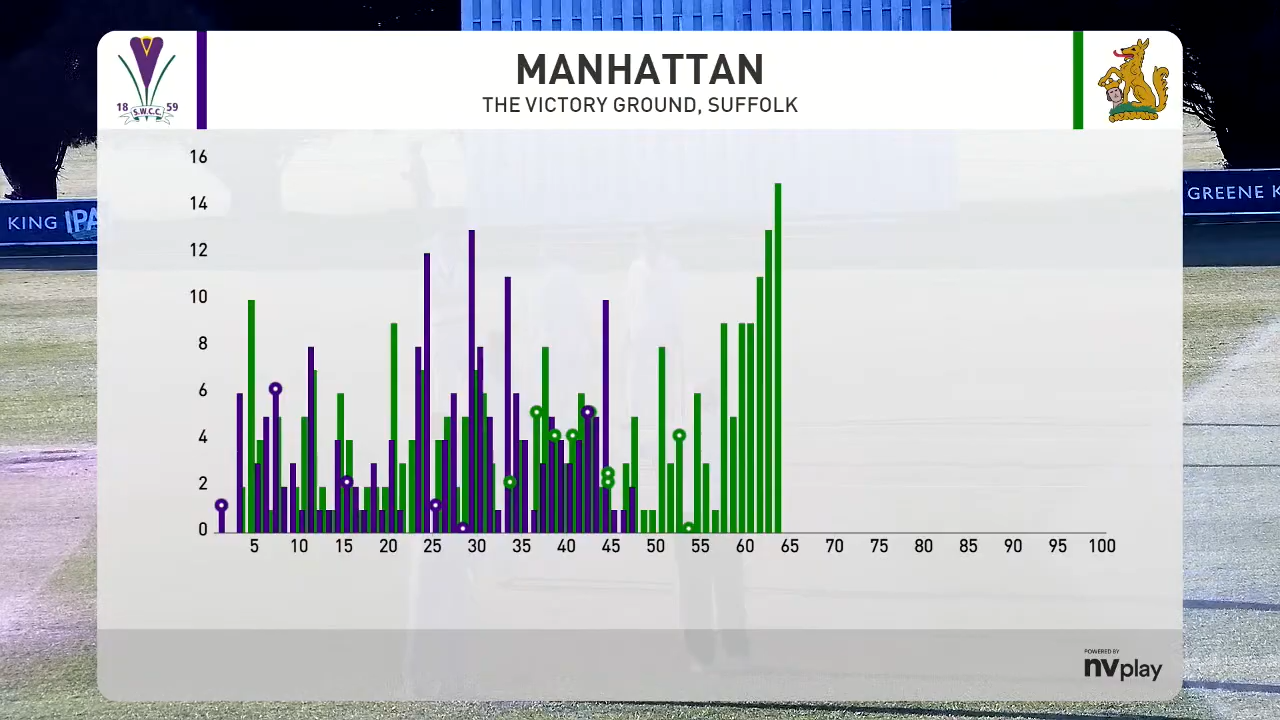 MANHATTAN
THE VICTORY GROUND, SUFFOLK
18 59
S.W.C.C.
KING IPA
GREENE K
16
14
12
10
8
6
4
2
0
5 10 15 20 25 30 35 40 45 50 55 60 65 70 75 80 85 90 95 100
POWERED BY
nvplay